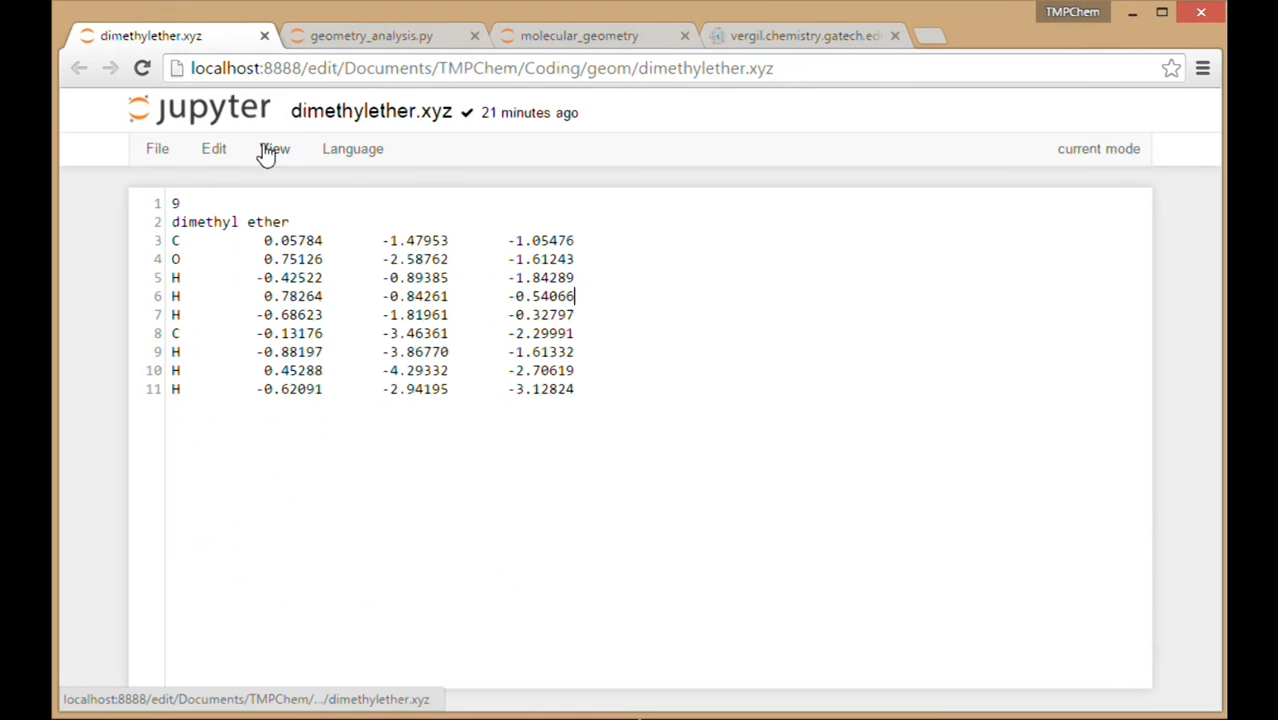 TMPChem
dimethylether.xyz
geometry_analysis.py
molecular_geometry
vergil.chemistry.gatech.ed
localhost:8888/edit/Documents/TMPChem/Coding/geom/dimethylether.xyz
jupyter dimethylether.xyz 21 minutes ago
File Edit View Language current mode
1 9
2 dimethyl ether
3 C 0.05784 -1.47953 -1.05476
4 O 0.75126 -2.58762 -1.61243
5 H -0.42522 -0.89385 -1.84289
6 H 0.78264 -0.84261 -0.54066
7 H -0.68623 -1.81961 -0.32797
8 C -0.13176 -3.46361 -2.29991
9 H -0.88197 -3.86770 -1.61332
10 H 0.45288 -4.29332 -2.70619
11 H -0.62091 -2.94195 -3.12824
localhost:8888/edit/Documents/TMPChem/.../dimethylether.xyz